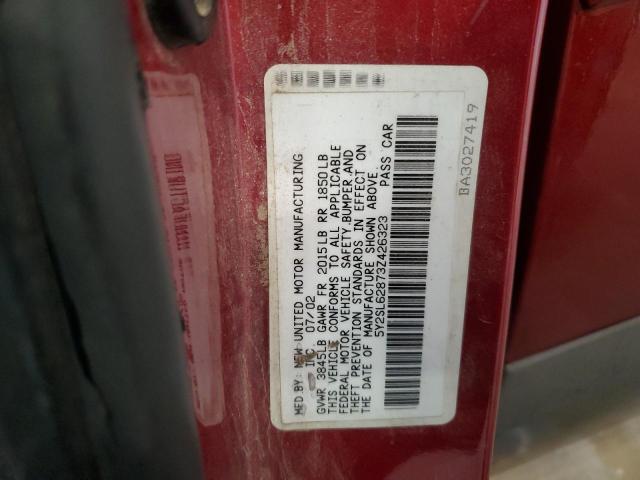 MFD BY: NEW UNITED MOTOR MANUFACTURING
INC 07/02
GVWR 3845LB GAWR FR 2015LB RR 1850LB
THIS VEHICLE CONFORMS TO ALL APPLICABLE
FEDERAL MOTOR VEHICLE SAFETY,BUMPER,AND
THEFT PREVENTION STANDARDS IN EFFECT ON
THE DATE OF MANUFACTURE SHOWN ABOVE
5Y2SL62873Z426323 PASS CAR
BA3027419